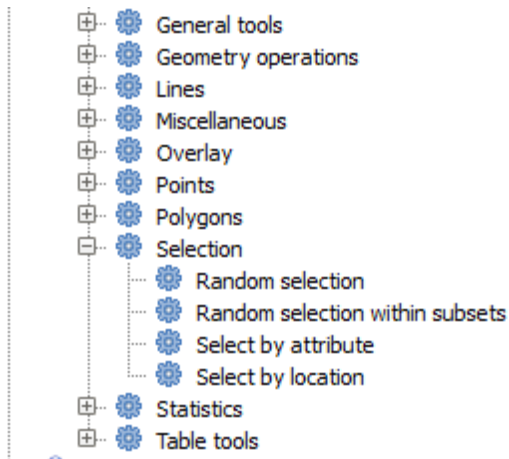 General tools
Geometry operations
Lines
Miscellaneous
Overlay
Points
Polygons
Selection
Random selection
Random selection within subsets
Select by attribute
Select by location
Statistics
Table tools